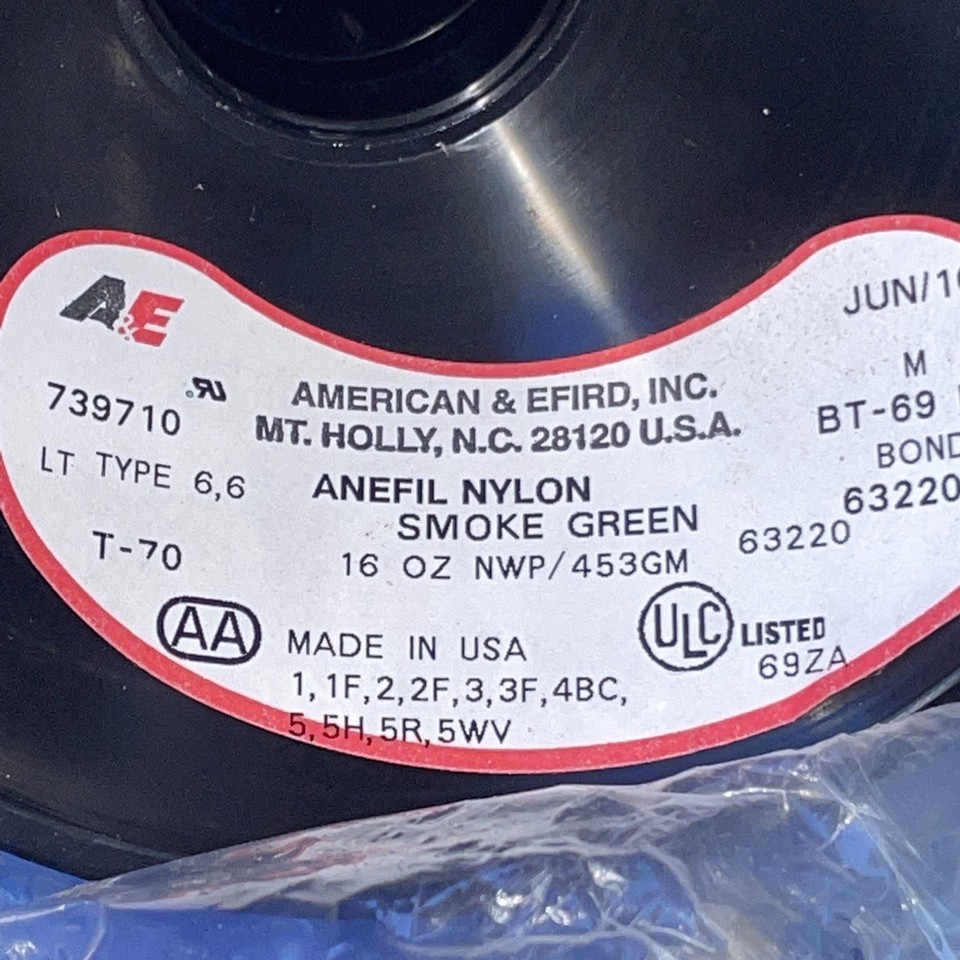 A&E
739710
LT TYPE 6,6
T-70
AA
AMERICAN & EFIRD, INC.
MT. HOLLY, N.C. 28120 U.S.A.
ANEFIL NYLON
SMOKE GREEN
16 OZ NWP/453GM
MADE IN USA
1,1F,2,2F,3,3F,4BC,
5,5H,5R,5WV
JUN/1
M
BT-69
BOND
63220
63220
ULC LISTED
69ZA